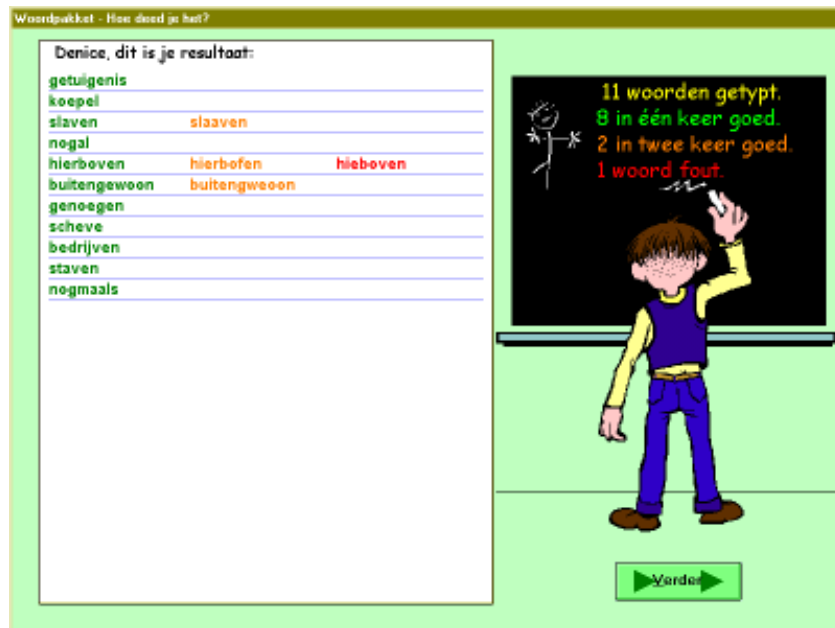 Woordpakket - Hoe deed je het?
Denice, dit is je resultaat:
getuigenis
koepel
slaven slaaven
nogal
hierboven hierbofen hieboven
buitengewoon buitengweoon
genoegen
scheve
bedrijven
staven
nogmaals
11 woorden getypt.
8 in één keer goed.
2 in twee keer goed.
1 woord fout.
Verder